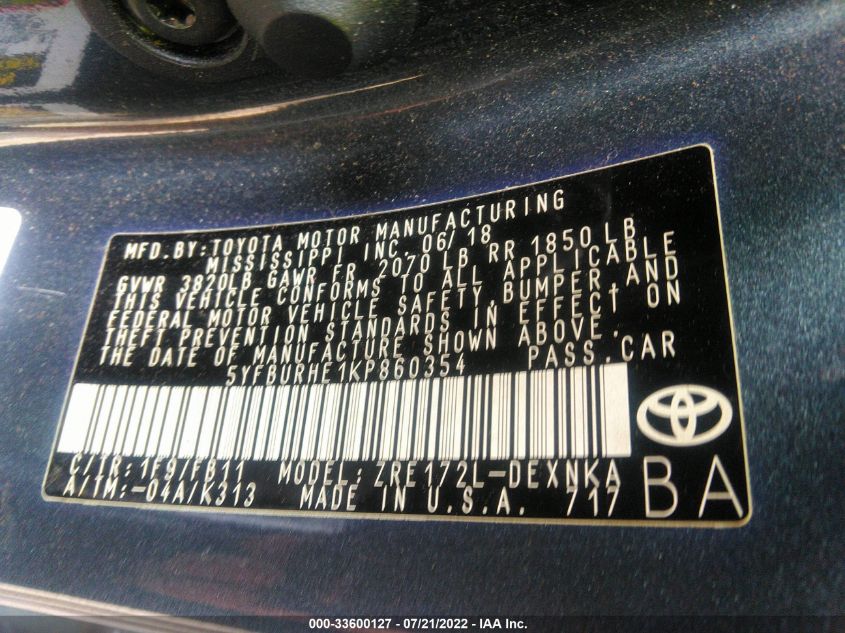 MFD.BY:TOYOTA MOTOR MANUFACTURING
MISSISSIPPI INC 06/18
GVWR 3820LB GAWR FR 2070 LB RR 1850 LB
THIS VEHICLE CONFORMS TO ALL APPLICABLE
FEDERAL MOTOR VEHICLE SAFETY,BUMPER,AND
THEFT PREVENTION STANDARDS IN EFFECT ON
THE DATE OF MANUFACTURE SHOWN ABOVE.
5YFBURHE1KP860354 PASS.CAR
C/TR:1F9/FB11 MODEL:ZRE172L-DEXNKA
A/TM:-04A/K313 MADE IN U.S.A. 717
BA
000-33600127 - 07/21/2022 - IAA Inc.